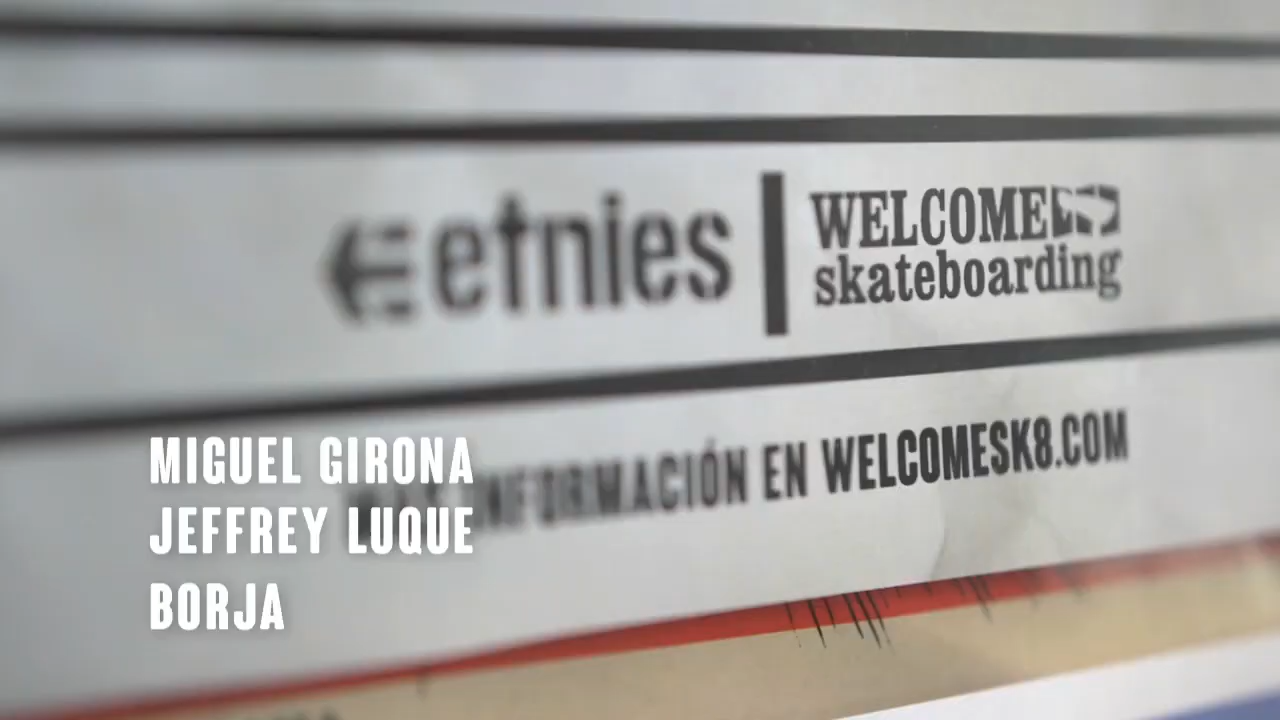 etnies
WELCOME
skateboarding
INFORMACIÓN EN WELCOMESK8.COM
MIGUEL GIRONA
JEFFREY LUQUE
BORJA